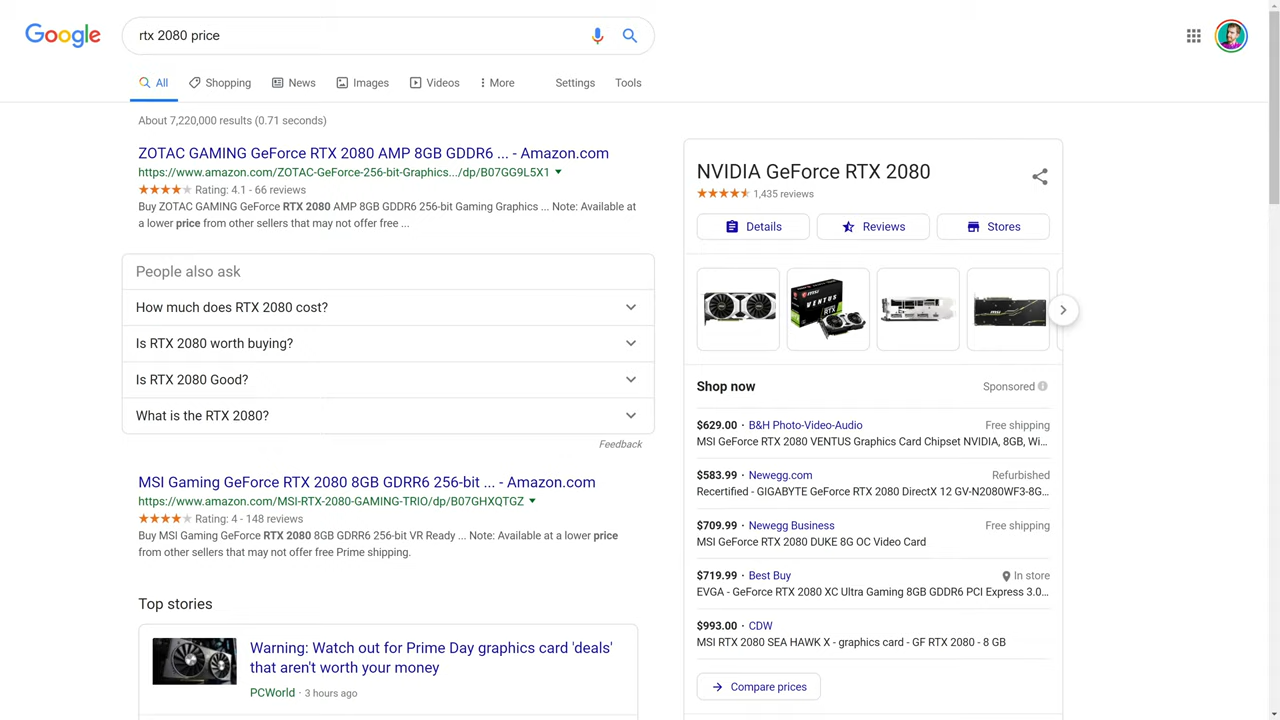 Google
rtx 2080 price
All
Shopping
News
Images
Videos
More
Settings
Tools
About 7,220,000 results (0.71 seconds)
ZOTAC GAMING GeForce RTX 2080 AMP 8GB GDDR6 ... - Amazon.com
https://www.amazon.com/ZOTAC-GeForce-256-bit-Graphics.../dp/B07GG9L5X1
Rating: 4.1 - 66 reviews
Buy ZOTAC GAMING GeForce RTX 2080 AMP 8GB GDDR6 256-bit Gaming Graphics ... Note: Available at
a lower price from other sellers that may not offer free ...
People also ask
How much does RTX 2080 cost?
Is RTX 2080 worth buying?
Is RTX 2080 Good?
What is the RTX 2080?
Feedback
MSI Gaming GeForce RTX 2080 8GB GDRR6 256-bit ... - Amazon.com
https://www.amazon.com/MSI-RTX-2080-GAMING-TRIO/dp/B07GHXQTGZ
Rating: 4 - 148 reviews
Buy MSI Gaming GeForce RTX 2080 8GB GDRR6 256-bit VR Ready ... Note: Available at a lower price
from other sellers that may not offer free Prime shipping.
Top stories
Warning: Watch out for Prime Day graphics card 'deals'
that aren't worth your money
PCWorld · 3 hours ago
NVIDIA GeForce RTX 2080
1,435 reviews
Details
Reviews
Stores
Shop now
Sponsored
$629.00 · B&H Photo-Video-Audio Free shipping
MSI GeForce RTX 2080 VENTUS Graphics Card Chipset NVIDIA, 8GB, Wi...
$583.99 · Newegg.com Refurbished
Recertified - GIGABYTE GeForce RTX 2080 DirectX 12 GV-N2080WF3-8G...
$709.99 · Newegg Business Free shipping
MSI GeForce RTX 2080 DUKE 8G OC Video Card
$719.99 · Best Buy In store
EVGA - GeForce RTX 2080 XC Ultra Gaming 8GB GDDR6 PCI Express 3.0...
$993.00 · CDW
MSI RTX 2080 SEA HAWK X - graphics card - GF RTX 2080 - 8 GB
Compare prices